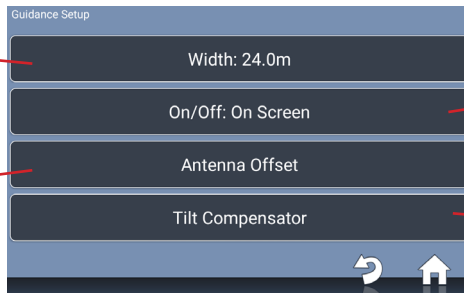 Guidance Setup
Width: 24.0m
On/Off: On Screen
Antenna Offset
Tilt Compensator